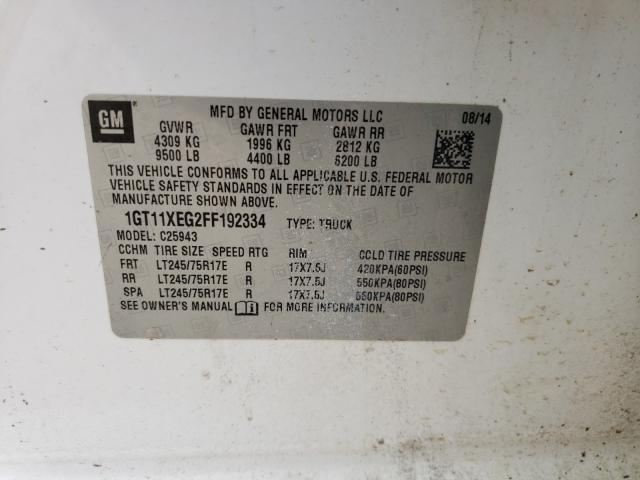 GM
MFD BY GENERAL MOTORS LLC 08/14
GVWR GAWR FRT GAWR RR
4309 KG 1996 KG 2812 KG
9500 LB 4400 LB 6200 LB
THIS VEHICLE CONFORMS TO ALL APPLICABLE U.S. FEDERAL MOTOR
VEHICLE SAFETY STANDARDS IN EFFECT ON THE DATE OF
MANUFACTURE SHOWN ABOVE.
1GT11XEG2FF192334 TYPE: TRUCK
MODEL: C25943
CCHM TIRE SIZE SPEED RTG RIM COLD TIRE PRESSURE
FRT LT245/75R17E R 17X7.5J 420KPA(60PSI)
RR LT245/75R17E R 17X7.5J 550KPA(80PSI)
SPA LT245/75R17E R 17X7.5J 550KPA(80PSI)
SEE OWNER'S MANUAL FOR MORE INFORMATION.